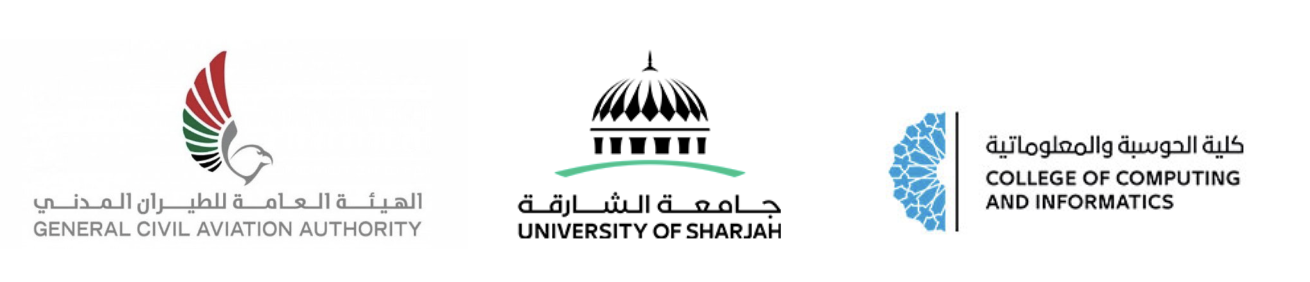 الهيئة العامة للطيران المدني
GENERAL CIVIL AVIATION AUTHORITY
جامعة الشارقة
UNIVERSITY OF SHARJAH
كلية الحوسبة والمعلوماتية
COLLEGE OF COMPUTING
AND INFORMATICS